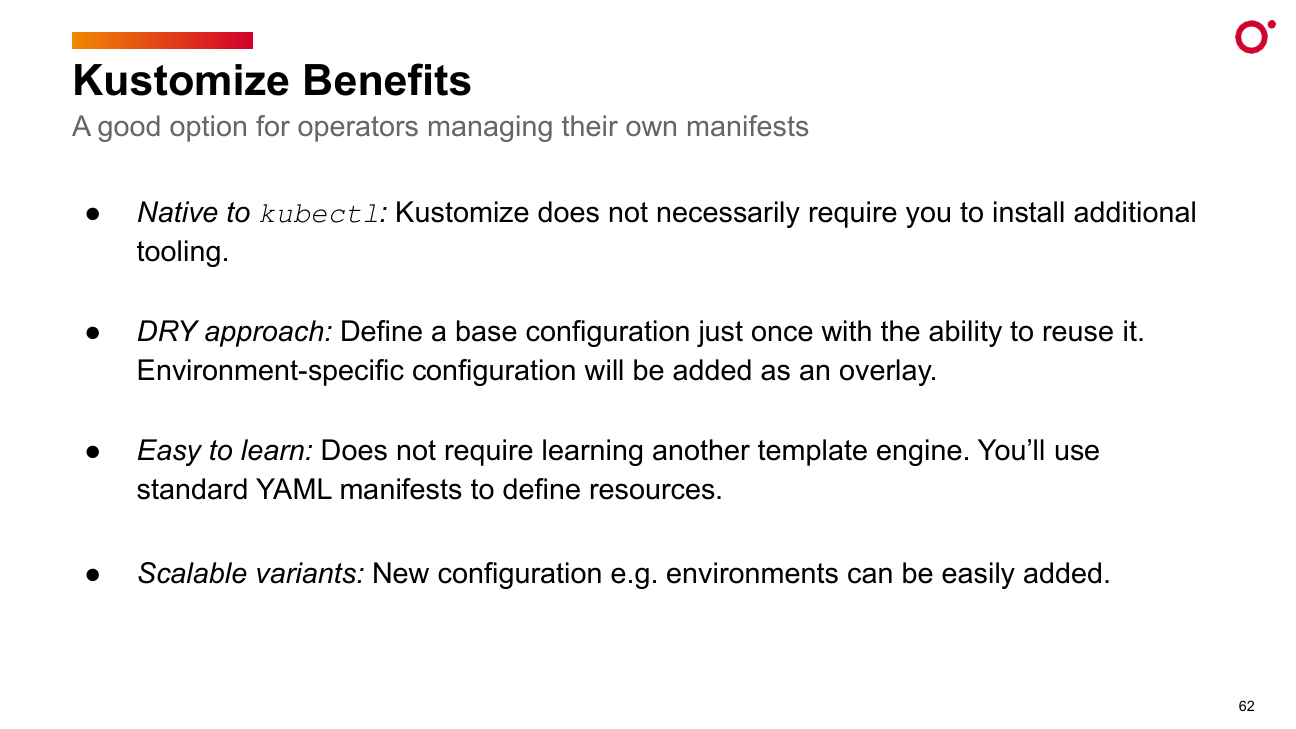 Kustomize Benefits
A good option for operators managing their own manifests
● Native to kubectl: Kustomize does not necessarily require you to install additional
tooling.
● DRY approach: Define a base configuration just once with the ability to reuse it.
Environment-specific configuration will be added as an overlay.
● Easy to learn: Does not require learning another template engine. You’ll use
standard YAML manifests to define resources.
● Scalable variants: New configuration e.g. environments can be easily added.
62